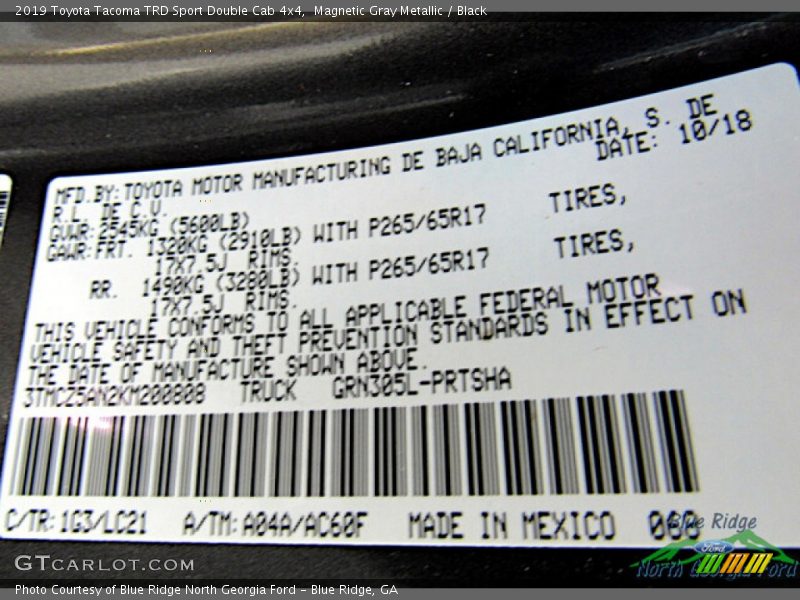 2019 Toyota Tacoma TRD Sport Double Cab 4x4, Magnetic Gray Metallic / Black
MFD.BY:TOYOTA MOTOR MANUFACTURING DE BAJA CALIFORNIA, S. DE
R.L. DE C.V. DATE: 10/18
GVWR:2545KG (5600LB)
GAWR:FRT. 1320KG (2910LB) WITH P265/65R17 TIRES,
17X7.5J RIMS.
RR. 1490KG (3280LB) WITH P265/65R17 TIRES,
17X7.5J RIMS.
THIS VEHICLE CONFORMS TO ALL APPLICABLE FEDERAL MOTOR
VEHICLE SAFETY AND THEFT PREVENTION STANDARDS IN EFFECT ON
THE DATE OF MANUFACTURE SHOWN ABOVE.
3TMCZ5AN2KM200808 TRUCK GRN305L-PRTSHA
C/TR:1G3/LC21 A/TM:A04A/AC60F MADE IN MEXICO
Blue Ridge
Ford
North Georgia Ford
GTCARLOT.COM
Photo Courtesy of Blue Ridge North Georgia Ford – Blue Ridge, GA